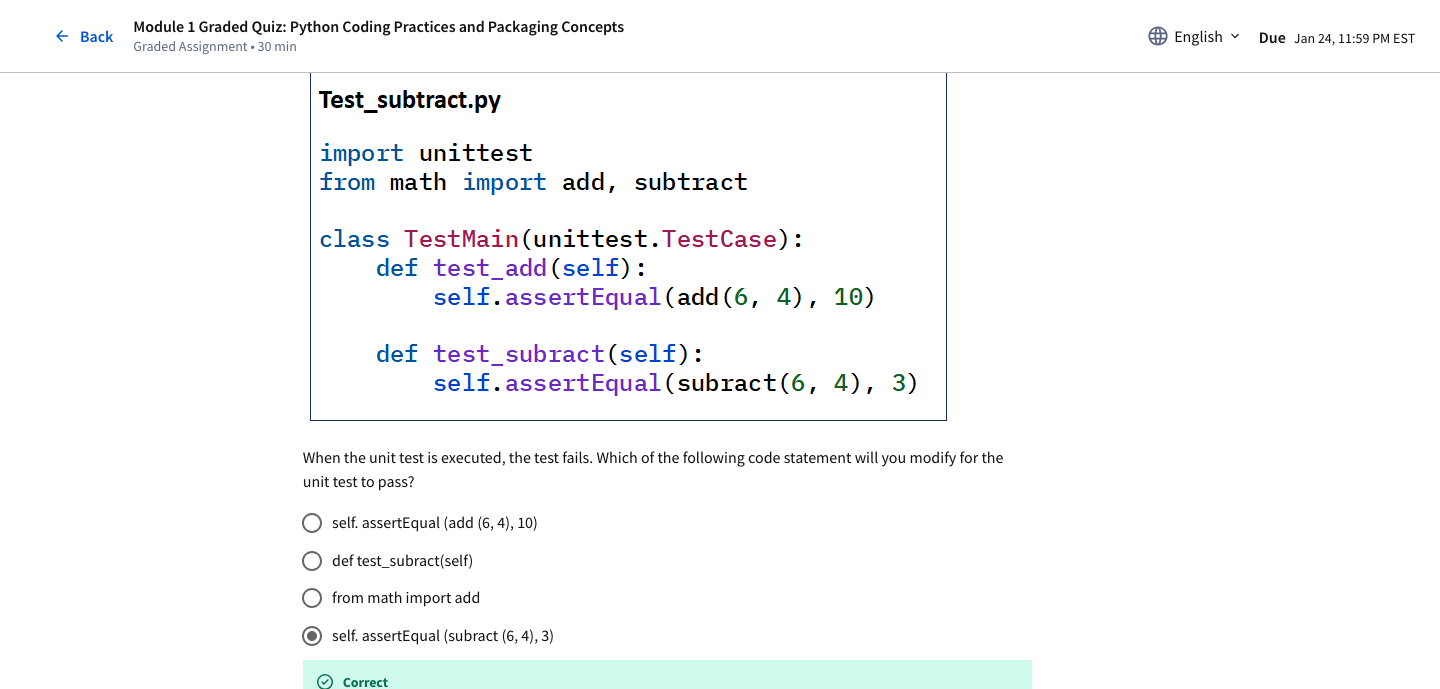 Back
Module 1 Graded Quiz: Python Coding Practices and Packaging Concepts
Graded Assignment • 30 min
English
Due Jan 24, 11:59 PM EST
Test_subtract.py
import unittest
from math import add, subtract
class TestMain(unittest.TestCase):
    def test_add(self):
        self.assertEqual(add(6, 4), 10)
    def test_subract(self):
        self.assertEqual(subract(6, 4), 3)
When the unit test is executed, the test fails. Which of the following code statement will you modify for the
unit test to pass?
self. assertEqual (add (6, 4), 10)
def test_subract(self)
from math import add
self. assertEqual (subract (6, 4), 3)
Correct